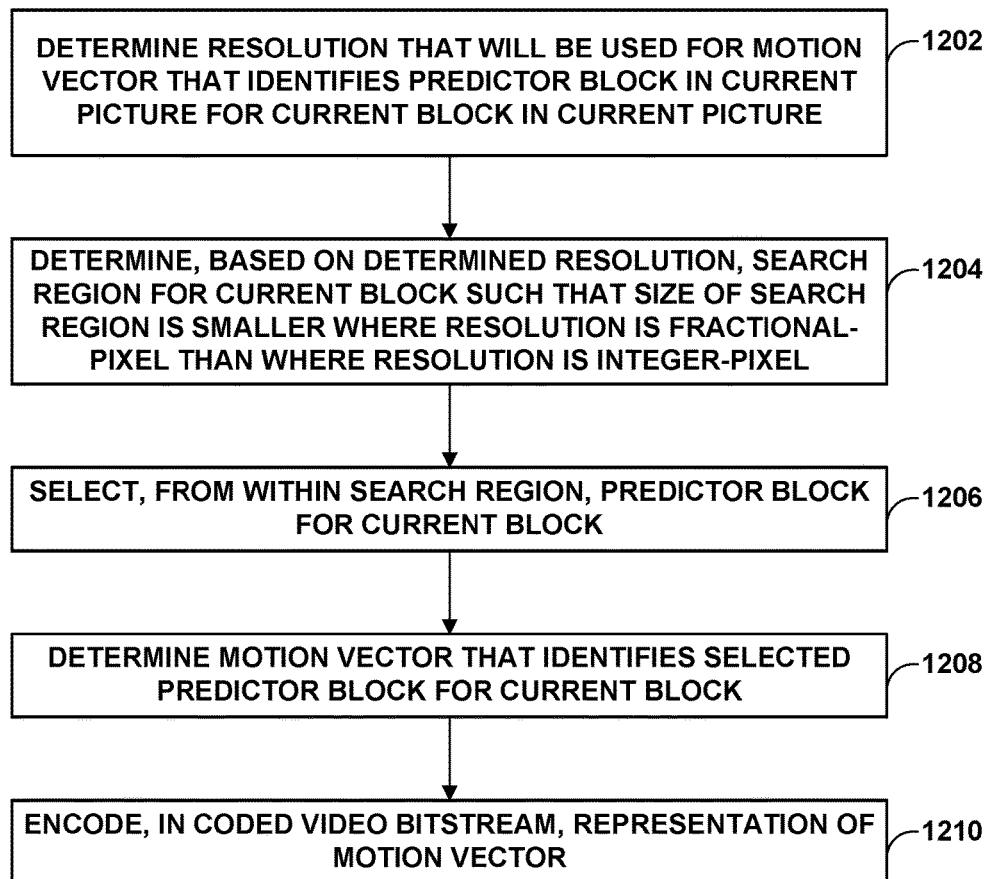 DETERMINE RESOLUTION THAT WILL BE USED FOR MOTION
VECTOR THAT IDENTIFIES PREDICTOR BLOCK IN CURRENT
PICTURE FOR CURRENT BLOCK IN CURRENT PICTURE
1202
DETERMINE, BASED ON DETERMINED RESOLUTION, SEARCH
REGION FOR CURRENT BLOCK SUCH THAT SIZE OF SEARCH
REGION IS SMALLER WHERE RESOLUTION IS FRACTIONAL-
PIXEL THAN WHERE RESOLUTION IS INTEGER-PIXEL
1204
SELECT, FROM WITHIN SEARCH REGION, PREDICTOR BLOCK
FOR CURRENT BLOCK
1206
DETERMINE MOTION VECTOR THAT IDENTIFIES SELECTED
PREDICTOR BLOCK FOR CURRENT BLOCK
1208
ENCODE, IN CODED VIDEO BITSTREAM, REPRESENTATION OF
MOTION VECTOR
1210